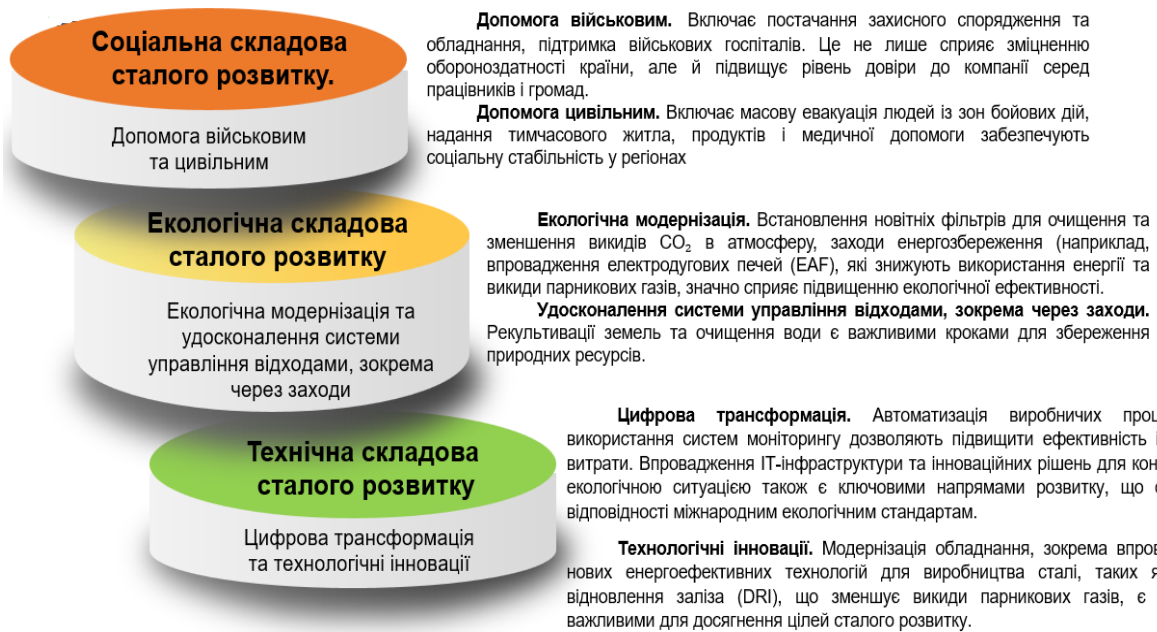 Соціальна складова
сталого розвитку.
Допомога військовим
та цивільним
Допомога військовим. Включає постачання захисного спорядження та
обладнання, підтримка військових госпіталів. Це не лише сприяє зміцненню
обороноздатності країни, але й підвищує рівень довіри до компанії серед
працівників і громад.
Допомога цивільним. Включає масову евакуація людей із зон бойових дій,
надання тимчасового житла, продуктів і медичної допомоги забезпечують
соціальну стабільність у регіонах
Екологічна складова
сталого розвитку
Екологічна модернізація та
удосконалення системи
управління відходами, зокрема
через заходи
Екологічна модернізація. Встановлення новітніх фільтрів для очищення та
зменшення викидів CO₂ в атмосферу, заходи енергозбереження (наприклад,
впровадження електродугових печей (EAF), які знижують використання енергії та
викиди парникових газів, значно сприяє підвищенню екологічної ефективності.
Удосконалення системи управління відходами, зокрема через заходи.
Рекультивації земель та очищення води є важливими кроками для збереження
природних ресурсів.
Технічна складова
сталого розвитку
Цифрова трансформація
та технологічні інновації
Цифрова трансформація. Автоматизація виробничих
використання систем моніторингу дозволяють підвищити ефективність
витрати. Впровадження ІТ-інфраструктури та інноваційних рішень для
екологічною ситуацією також є ключовими напрямами розвитку, що
відповідності міжнародним екологічним стандартам.
Технологічні інновації. Модернізація обладнання, зокрема
нових енергоефективних технологій для виробництва сталі, таких
відновлення заліза (DRI), що зменшує викиди парникових газів, є
важливими для досягнення цілей сталого розвитку.